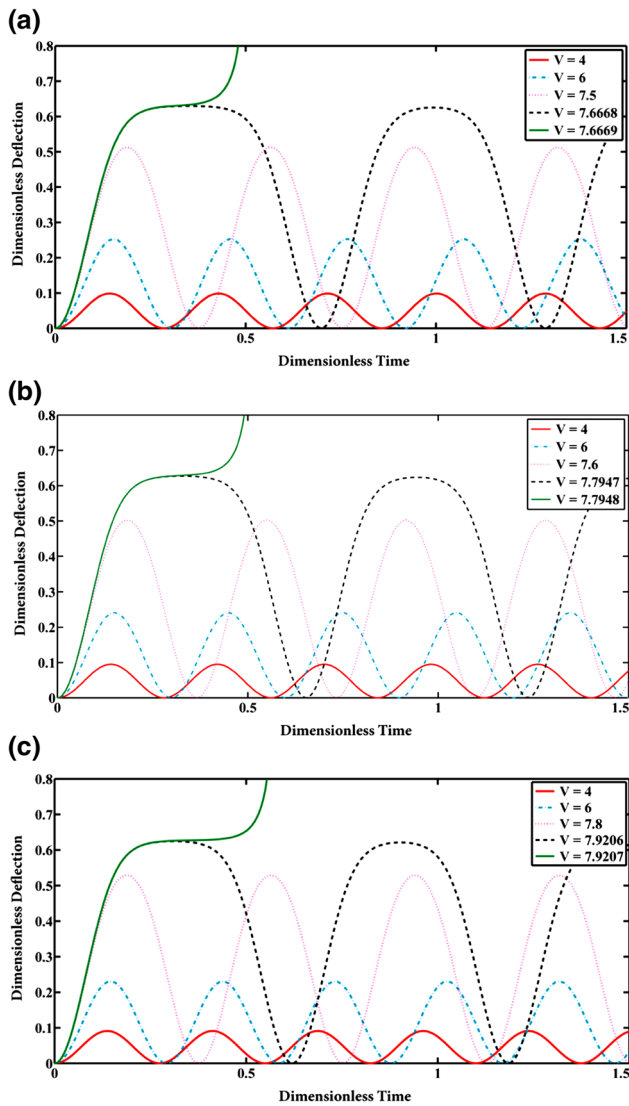 (a)
0.8
0.7
0.6
0.5
0.4
0.3
0.2
0.1
0
Dimensionless Deflection
V = 4
V = 6
V = 7.5
V = 7.6668
V = 7.6669
0
0.5
1
1.5
Dimensionless Time
(b)
0.8
0.7
0.6
0.5
0.4
0.3
0.2
0.1
0
Dimensionless Deflection
V = 4
V = 6
V = 7.6
V = 7.7947
V = 7.7948
0
0.5
1
1.5
Dimensionless Time
(c)
0.8
0.7
0.6
0.5
0.4
0.3
0.2
0.1
0
Dimensionless Deflection
V = 4
V = 6
V = 7.8
V = 7.9206
V = 7.9207
0
0.5
1
1.5
Dimensionless Time